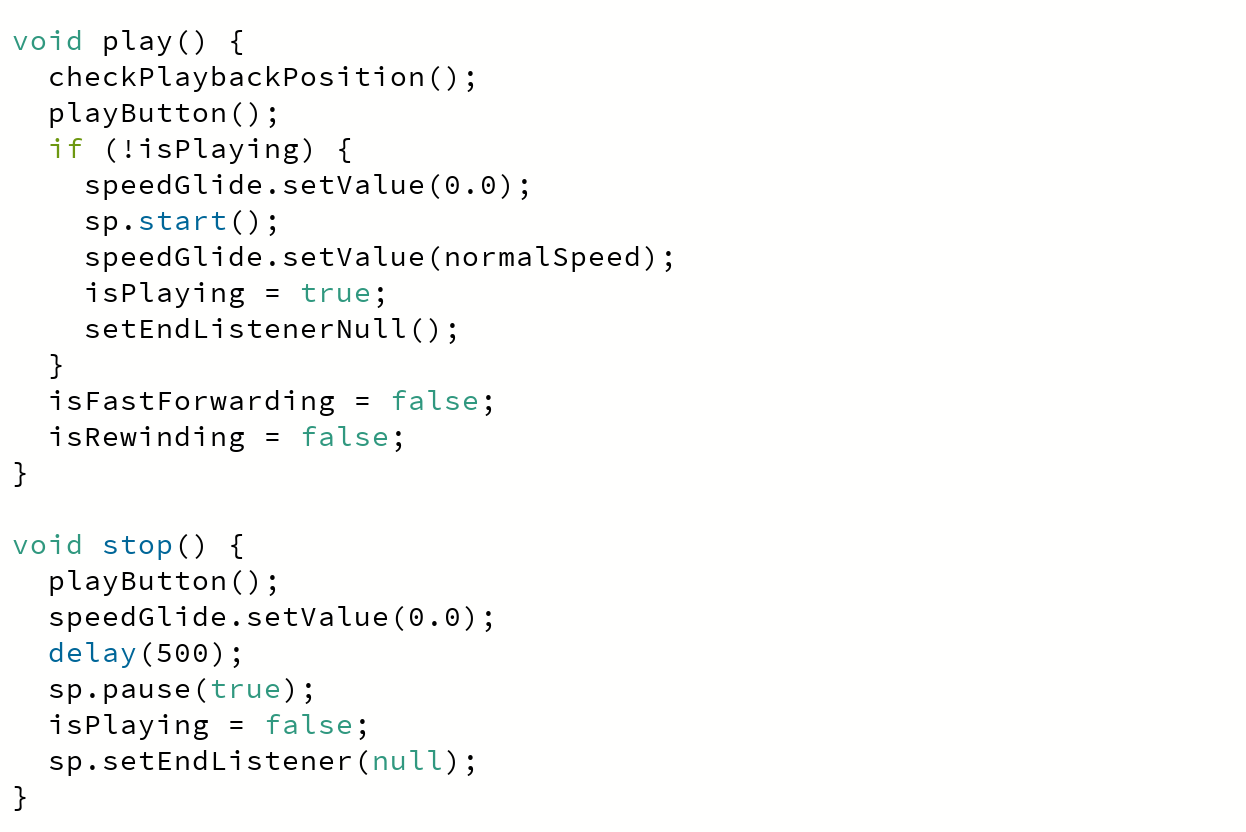 void play() {
  checkPlaybackPosition();
  playButton();
  if (!isPlaying) {
    speedGlide.setValue(0.0);
    sp.start();
    speedGlide.setValue(normalSpeed);
    isPlaying = true;
    setEndListenerNull();
  }
  isFastForwarding = false;
  isRewinding = false;
}

void stop() {
  playButton();
  speedGlide.setValue(0.0);
  delay(500);
  sp.pause(true);
  isPlaying = false;
  sp.setEndListener(null);
}